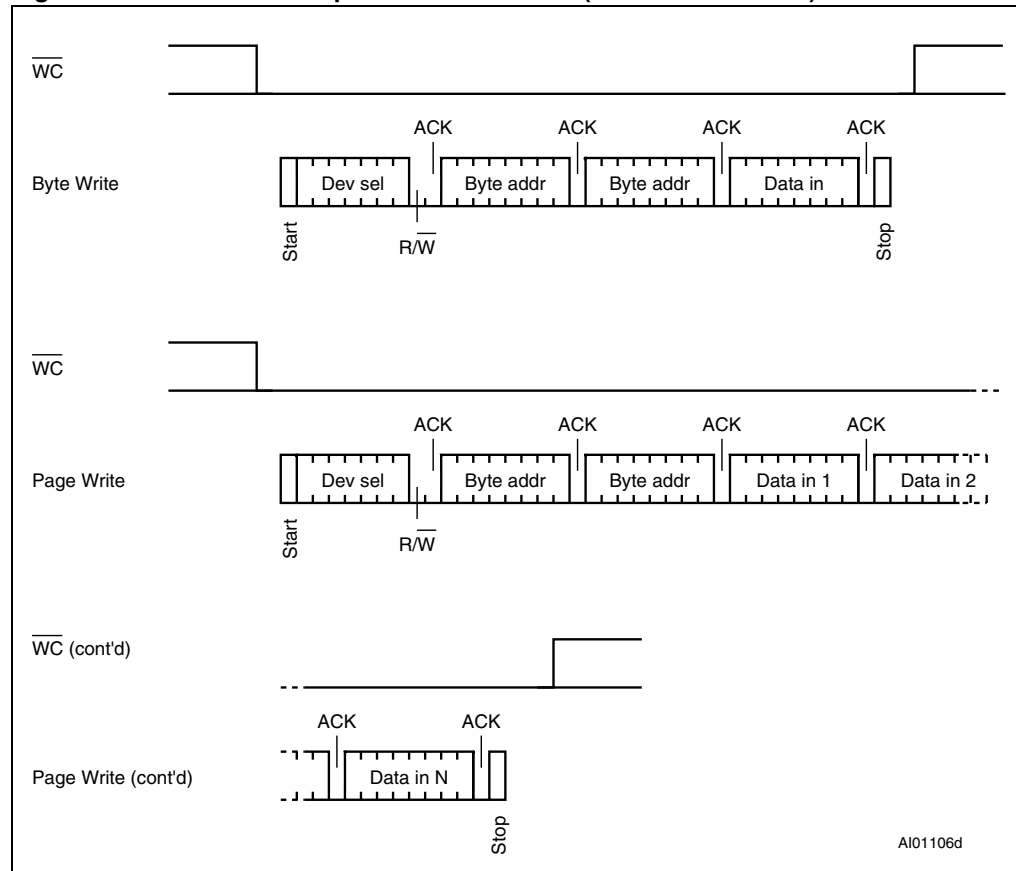 WC
ACK ACK ACK ACK
Byte Write Dev sel Byte addr Byte addr Data in
Start R/W Stop
WC
ACK ACK ACK ACK
Page Write Dev sel Byte addr Byte addr Data in 1 Data in 2
Start R/W
WC (cont'd)
ACK ACK
Page Write (cont'd) Data in N
Stop
AI01106d